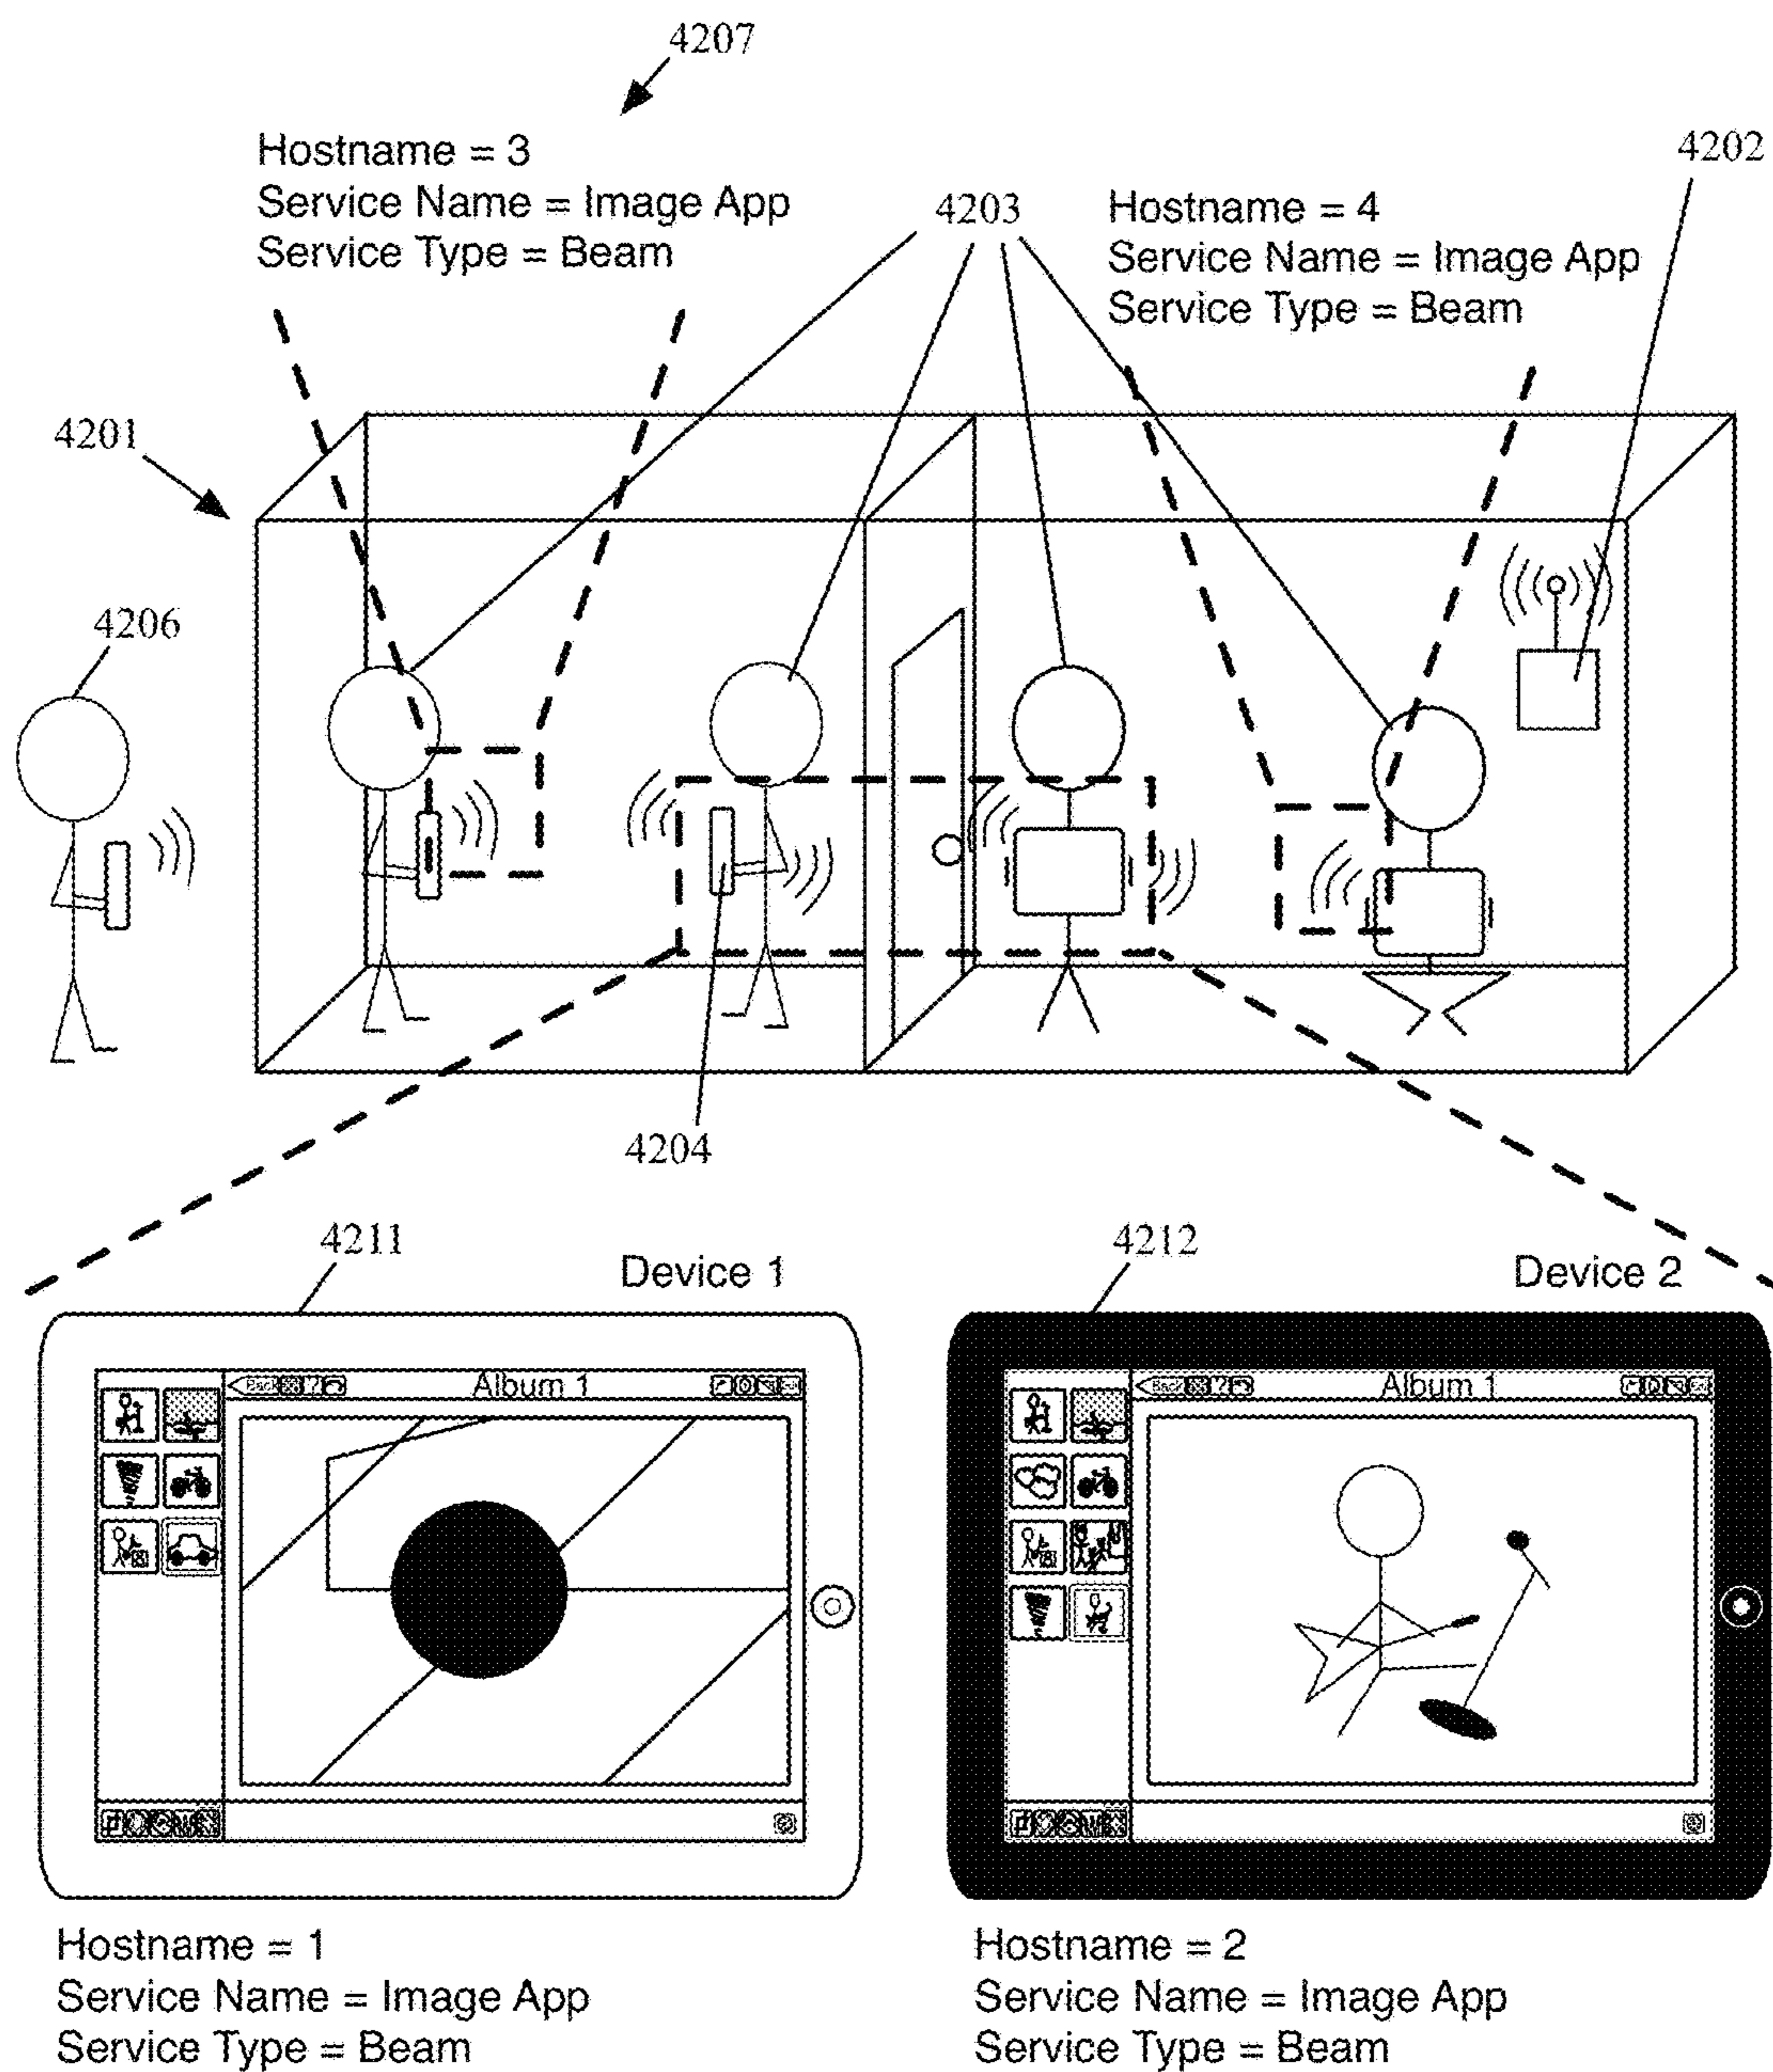 4207
Hostname = 3
Service Name = Image App
Service Type = Beam
4203
4202
Hostname = 4
Service Name = Image App
Service Type = Beam
4201
4206
4204
4211
Device 1
4212
Device 2
Album 1
Album 1
Hostname = 1
Service Name = Image App
Service Type = Beam
Hostname = 2
Service Name = Image App
Service Type = Beam